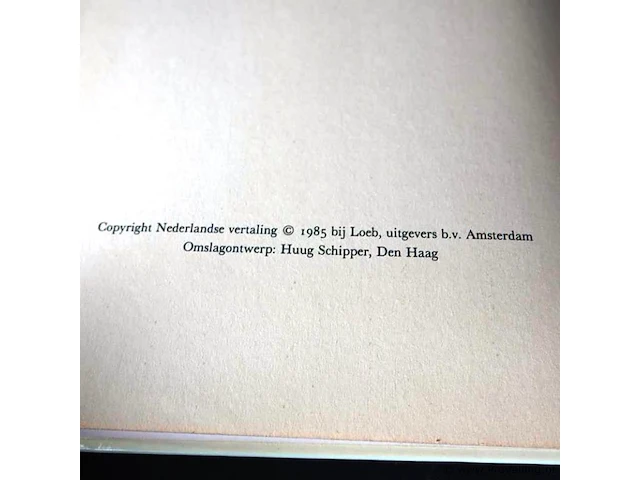 Copyright Nederlandse vertaling © 1985 bij Loeb, uitgevers b.v. Amsterdam
Omslagontwerp: Huug Schipper, Den Haag